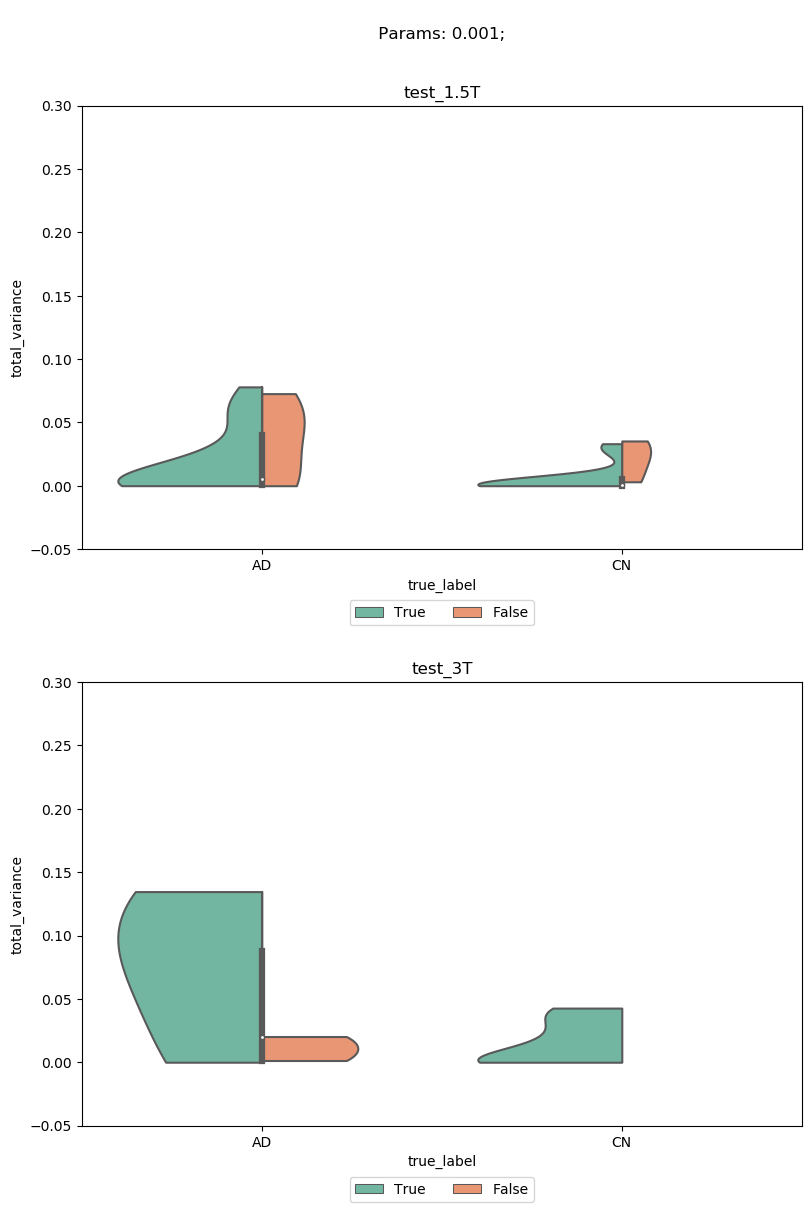 Params: 0.001;
test_1.5T
0.30
0.25
0.20
0.15
0.10
0.05
0.00
−0.05
total_variance
AD CN
true_label
True False
test_3T
0.30
0.25
0.20
0.15
0.10
0.05
0.00
−0.05
total_variance
AD CN
true_label
True False